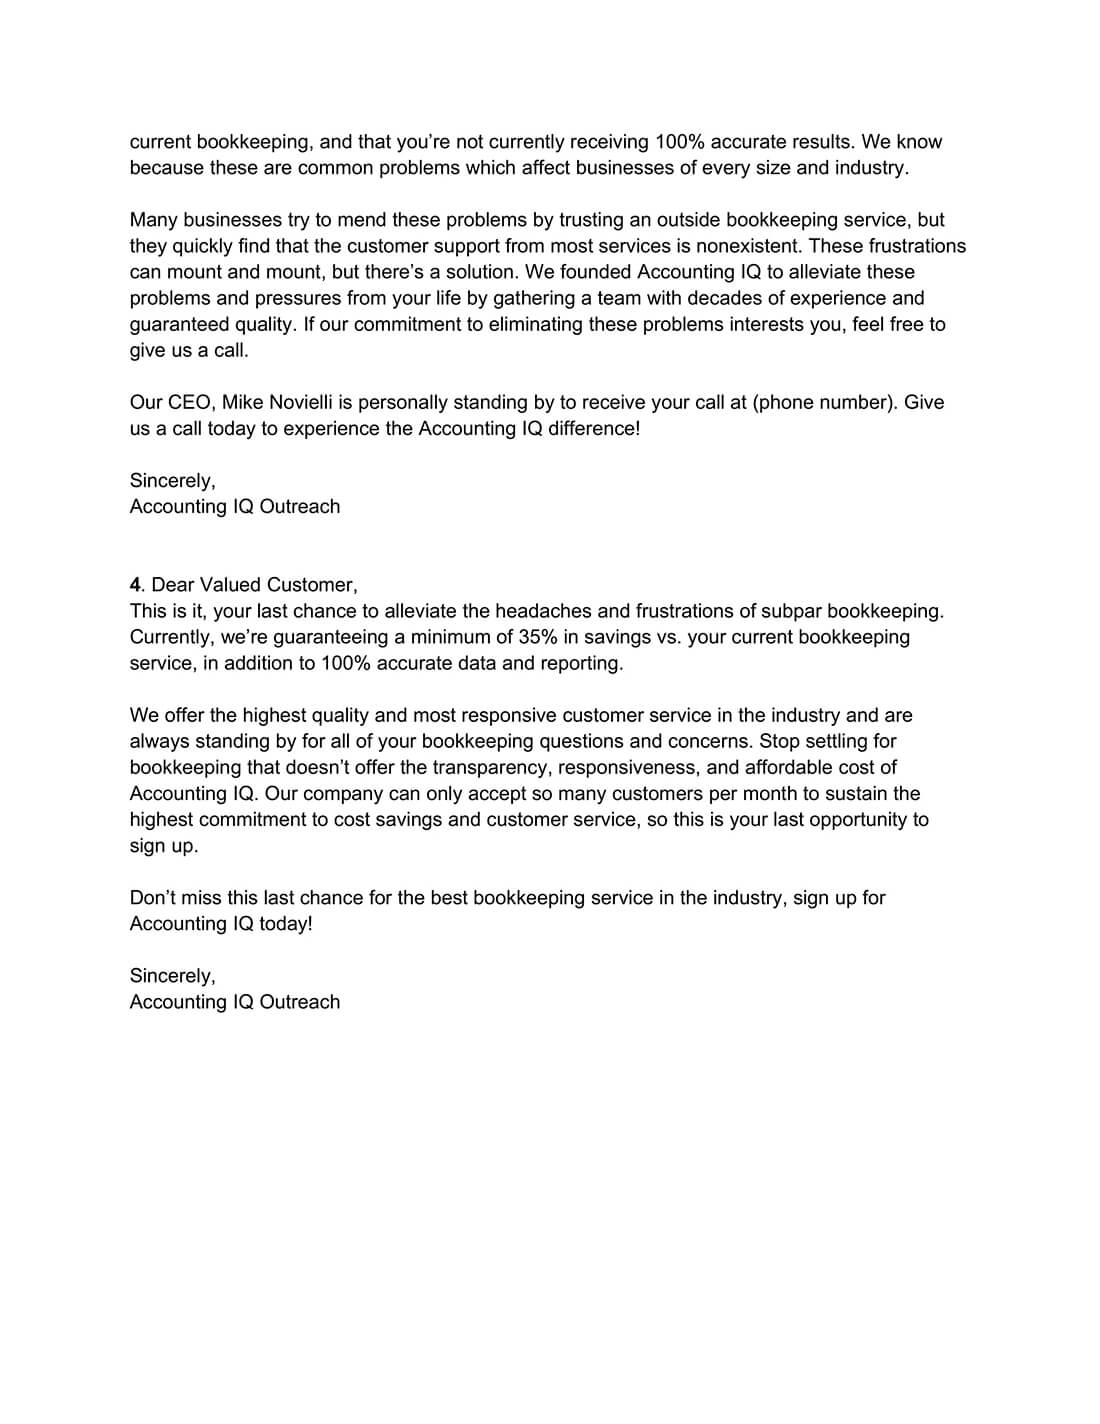 current bookkeeping, and that you’re not currently receiving 100% accurate results. We know
because these are common problems which affect businesses of every size and industry.
Many businesses try to mend these problems by trusting an outside bookkeeping service, but
they quickly find that the customer support from most services is nonexistent. These frustrations
can mount and mount, but there’s a solution. We founded Accounting IQ to alleviate these
problems and pressures from your life by gathering a team with decades of experience and
guaranteed quality. If our commitment to eliminating these problems interests you, feel free to
give us a call.
Our CEO, Mike Novielli is personally standing by to receive your call at (phone number). Give
us a call today to experience the Accounting IQ difference!
Sincerely,
Accounting IQ Outreach
4. Dear Valued Customer,
This is it, your last chance to alleviate the headaches and frustrations of subpar bookkeeping.
Currently, we’re guaranteeing a minimum of 35% in savings vs. your current bookkeeping
service, in addition to 100% accurate data and reporting.
We offer the highest quality and most responsive customer service in the industry and are
always standing by for all of your bookkeeping questions and concerns. Stop settling for
bookkeeping that doesn’t offer the transparency, responsiveness, and affordable cost of
Accounting IQ. Our company can only accept so many customers per month to sustain the
highest commitment to cost savings and customer service, so this is your last opportunity to
sign up.
Don’t miss this last chance for the best bookkeeping service in the industry, sign up for
Accounting IQ today!
Sincerely,
Accounting IQ Outreach